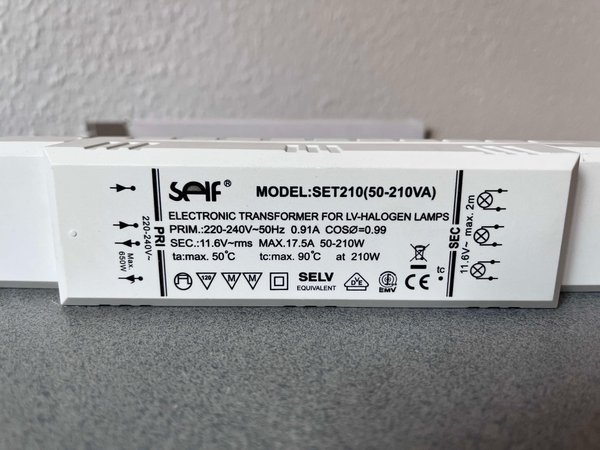 SELF®
MODEL:SET210(50-210VA)
ELECTRONIC TRANSFORMER FOR LV-HALOGEN LAMPS
PRIM.:220-240V~50Hz 0.91A COSØ=0.99
SEC.:11.6V~rms MAX.17.5A 50-210W
ta:max. 50℃ tc:max. 90℃ at 210W
120 M M SELV
EQUIVALENT
VDE
EMV
tc
PRI
220-240V~
Max.
650W
SEC
11.6V~ max. 2m